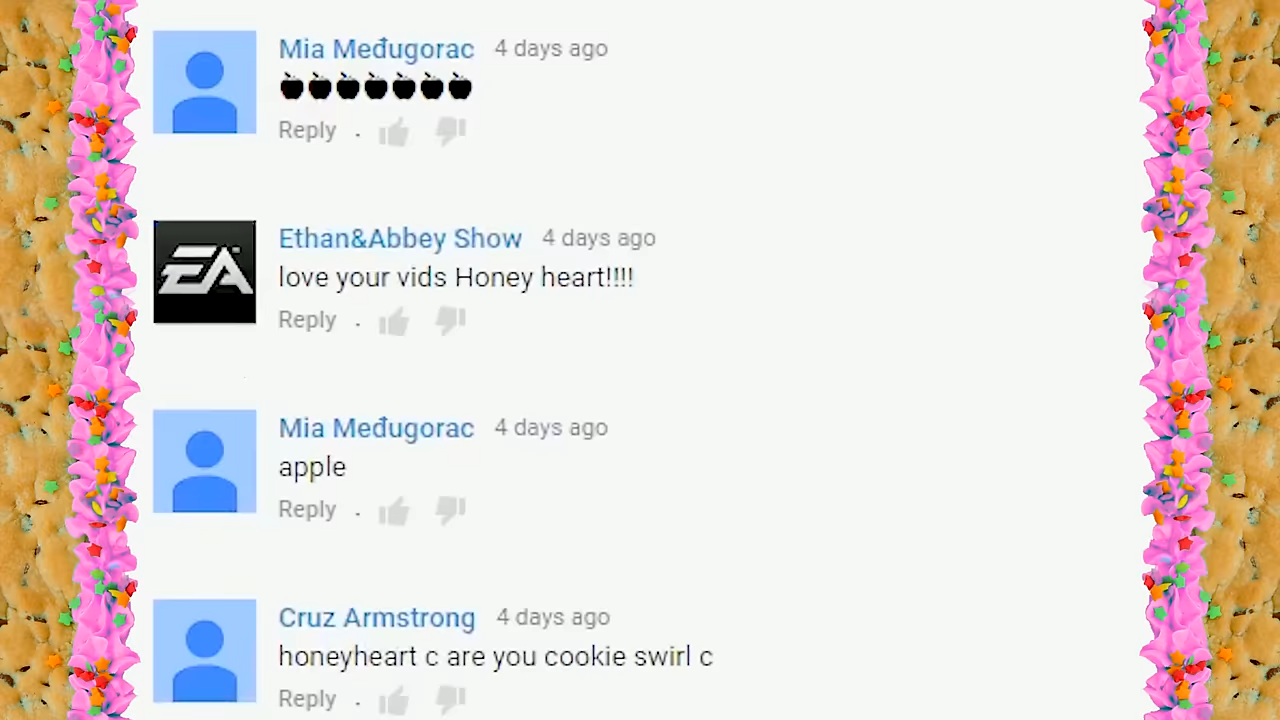 Mia Međugorac 4 days ago
🍎🍎🍎🍎🍎🍎🍎
Reply .
EA
Ethan&Abbey Show 4 days ago
love your vids Honey heart!!!!
Reply .
Mia Međugorac 4 days ago
apple
Reply .
Cruz Armstrong 4 days ago
honeyheart c are you cookie swirl c
Reply .